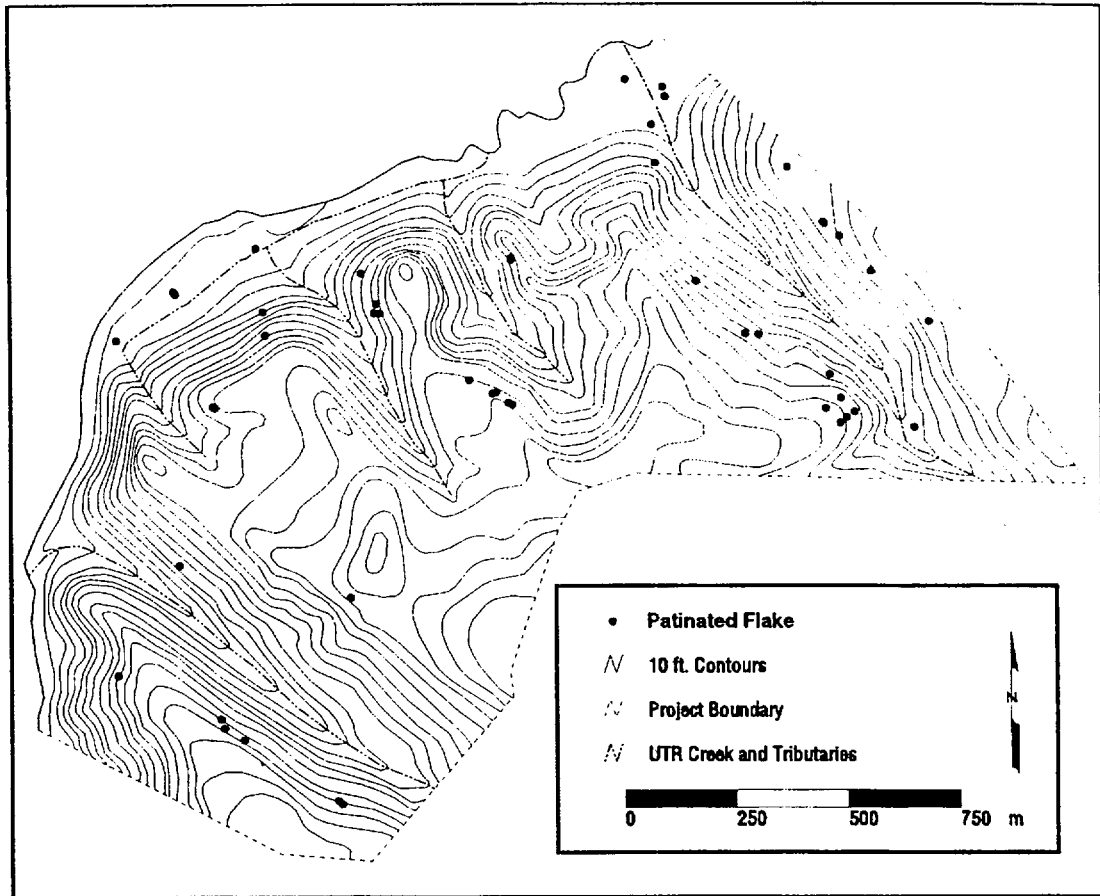 Patinated Flake
10 ft. Contours
Project Boundary
N
UTR Creek and Tributaries
0 250 500 750 m